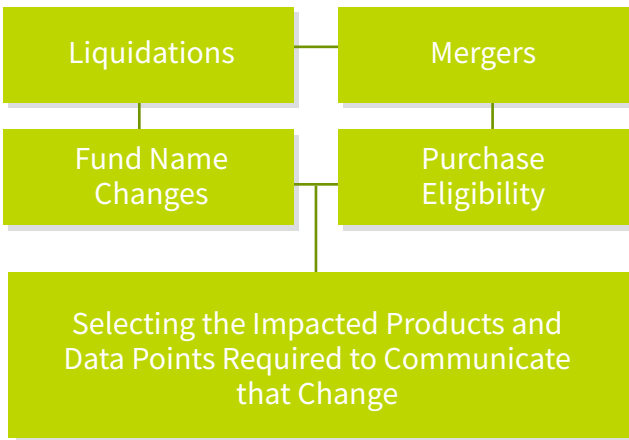 Liquidations
Mergers
Fund Name
Changes
Purchase
Eligibility
Selecting the Impacted Products and
Data Points Required to Communicate
that Change